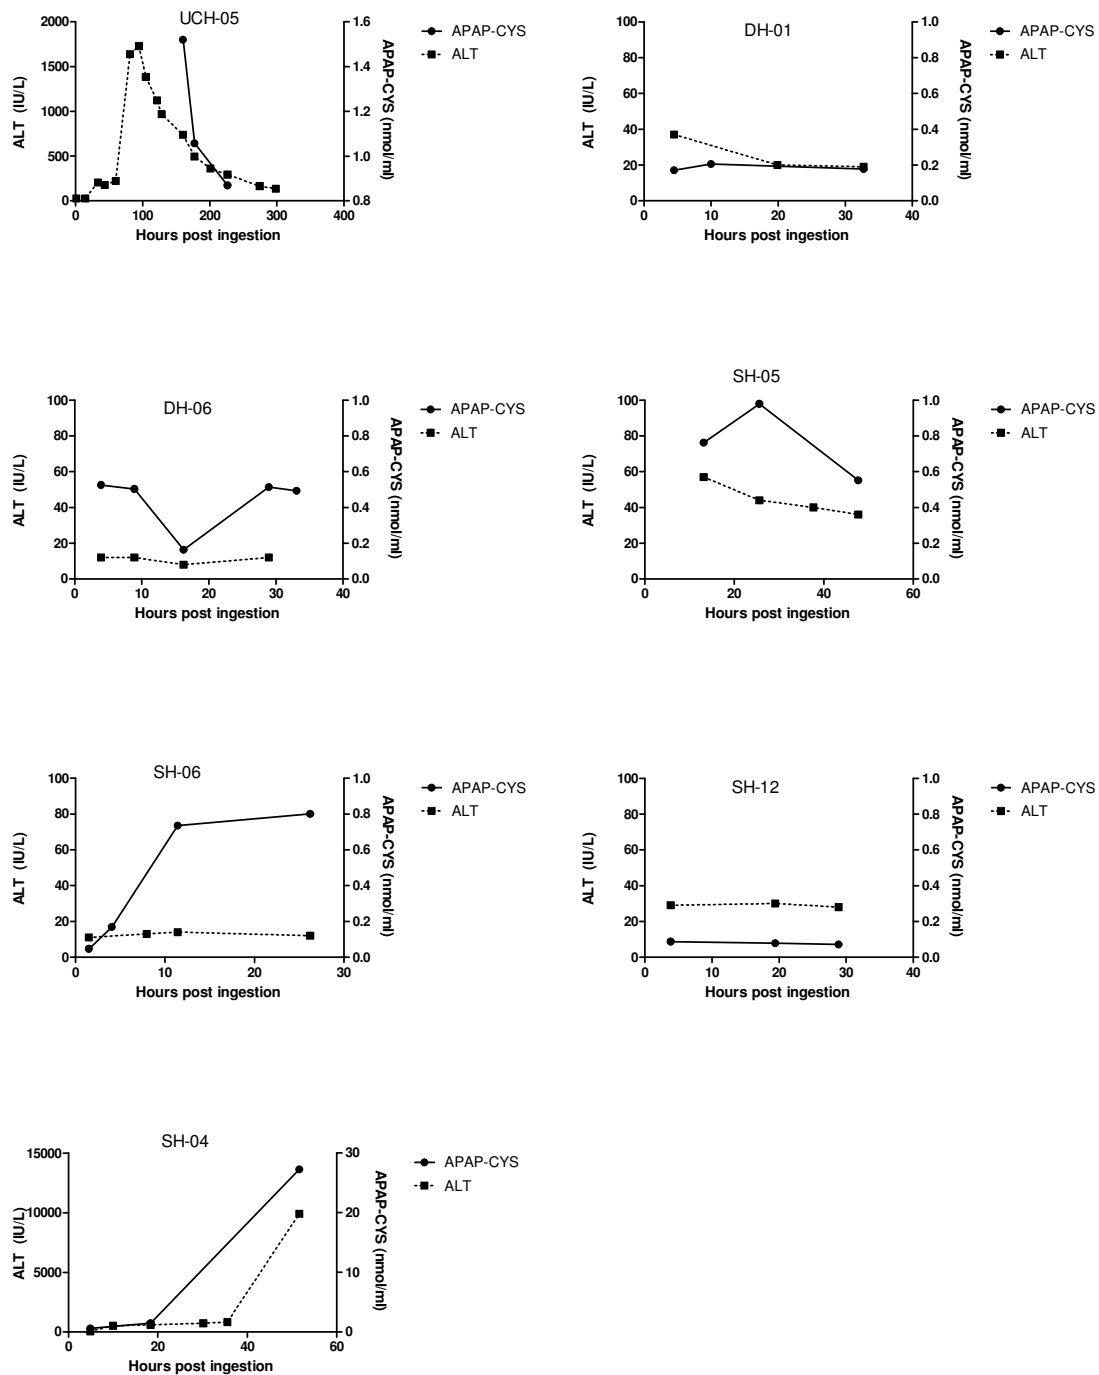 UCH-05
2000
1500
1000
500
0
ALT (IU/L)
0 100 200 300 400
Hours post ingestion
1.6
1.4
1.2
1.0
0.8
APAP-CYS (nmol/ml)
APAP-CYS
ALT
DH-01
100
80
60
40
20
0
ALT (IU/L)
0 10 20 30 40
Hours post ingestion
1.0
0.8
0.6
0.4
0.2
0.0
APAP-CYS (nmol/ml)
APAP-CYS
ALT
DH-06
100
80
60
40
20
0
ALT (IU/L)
0 10 20 30 40
Hours post ingestion
1.0
0.8
0.6
0.4
0.2
0.0
APAP-CYS (nmol/ml)
APAP-CYS
ALT
SH-05
100
80
60
40
20
0
ALT (IU/L)
0 20 40 60
Hours post ingestion
1.0
0.8
0.6
0.4
0.2
0.0
APAP-CYS (nmol/ml)
APAP-CYS
ALT
SH-06
100
80
60
40
20
0
ALT (IU/L)
0 10 20 30
Hours post ingestion
1.0
0.8
0.6
0.4
0.2
0.0
APAP-CYS (nmol/ml)
APAP-CYS
ALT
SH-12
100
80
60
40
20
0
ALT (IU/L)
0 10 20 30 40
Hours post ingestion
1.0
0.8
0.6
0.4
0.2
0.0
APAP-CYS (nmol/ml)
APAP-CYS
ALT
SH-04
15000
10000
5000
0
ALT (IU/L)
0 20 40 60
Hours post ingestion
30
20
10
0
APAP-CYS (nmol/ml)
APAP-CYS
ALT